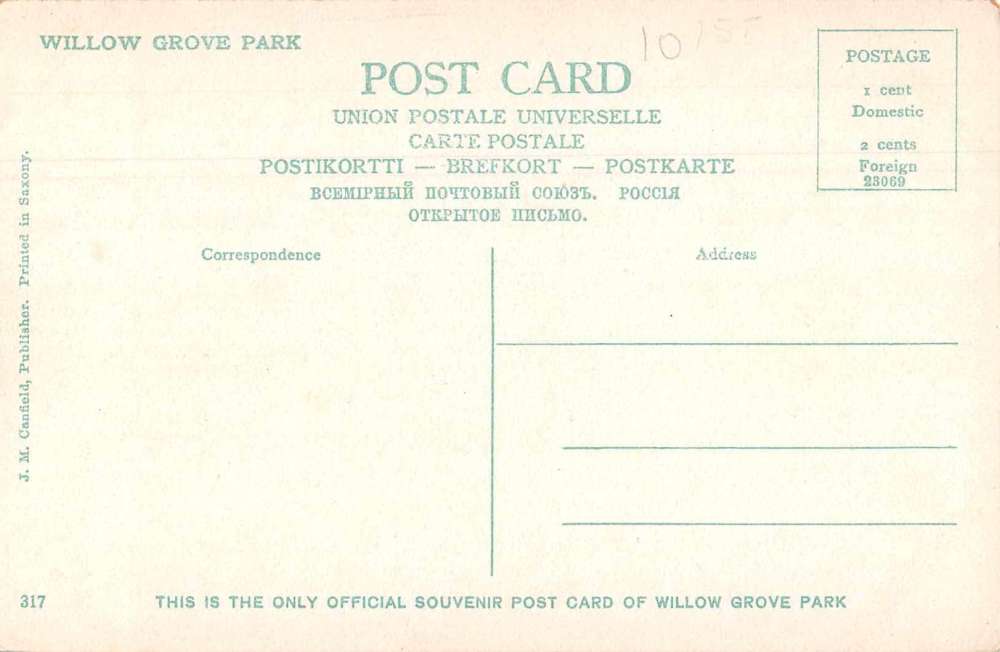 WILLOW GROVE PARK
POST CARD
UNION POSTALE UNIVERSELLE
CARTE POSTALE
POSTIKORTTI — BREFKORT — POSTKARTE
ВСЕМІРНЫЙ ПОЧТОВЫЙ СОЮЗЪ. РОССІЯ
ОТКРЫТОЕ ПИСЬМО.
POSTAGE
1 cent
Domestic
2 cents
Foreign
23069
Correspondence
Address
J. M. Canfield, Publisher. Printed in Saxony.
317
THIS IS THE ONLY OFFICIAL SOUVENIR POST CARD OF WILLOW GROVE PARK